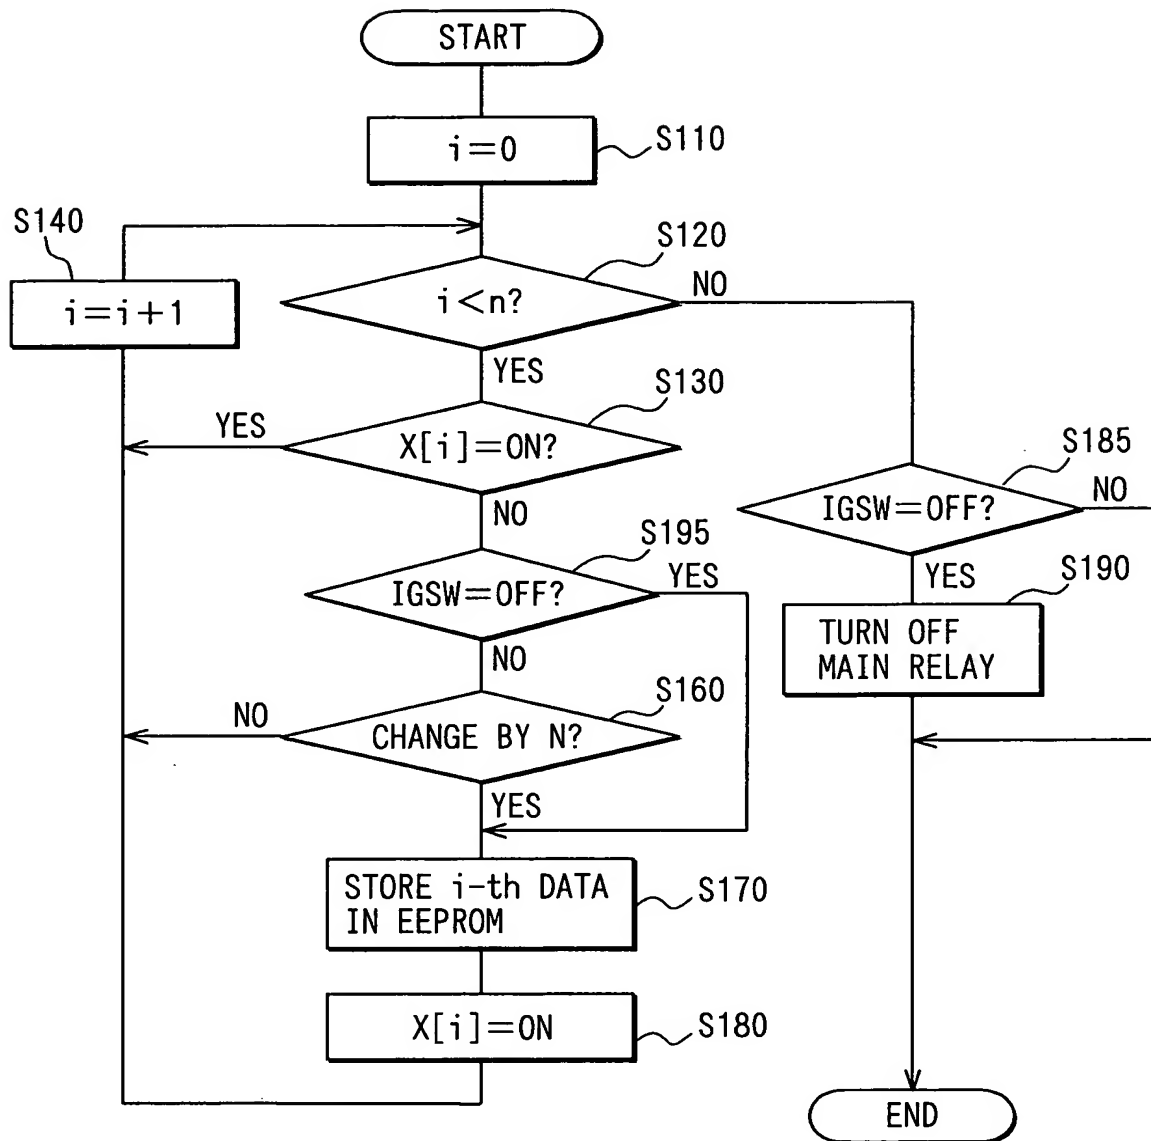 START
i=0
S110
S140
S120
i=i+1
i<n?
NO
YES
S130
YES
X[i]=ON?
NO
S185
IGSW=OFF?
NO
S195
IGSW=OFF?
YES
YES
S190
NO
TURN OFF
MAIN RELAY
S160
NO
CHANGE BY N?
YES
STORE i-th DATA
IN EEPROM
S170
X[i]=ON
S180
END